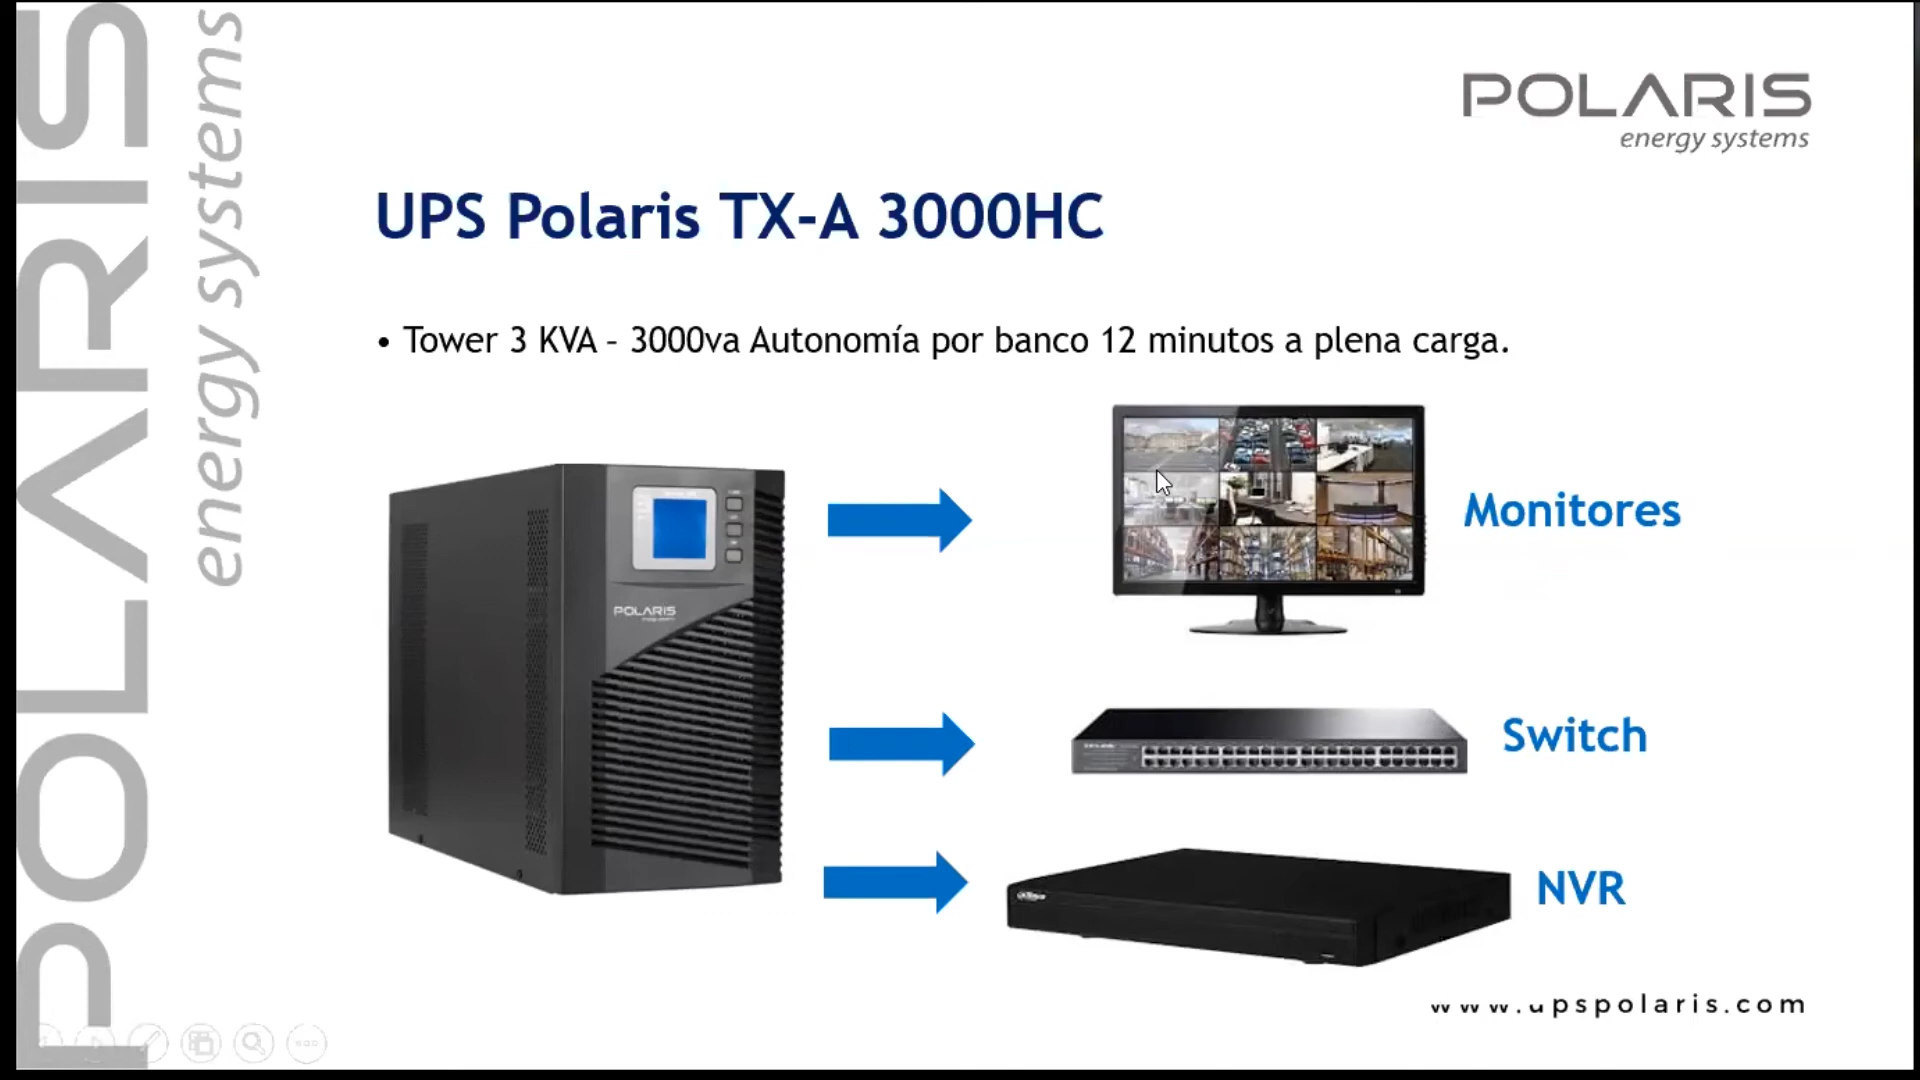 POLARIS
energy systems
POLARIS
energy systems
UPS Polaris TX-A 3000HC
• Tower 3 KVA – 3000va Autonomía por banco 12 minutos a plena carga.
POLARIS
Monitores
Switch
alhua
NVR
www.upspolaris.com